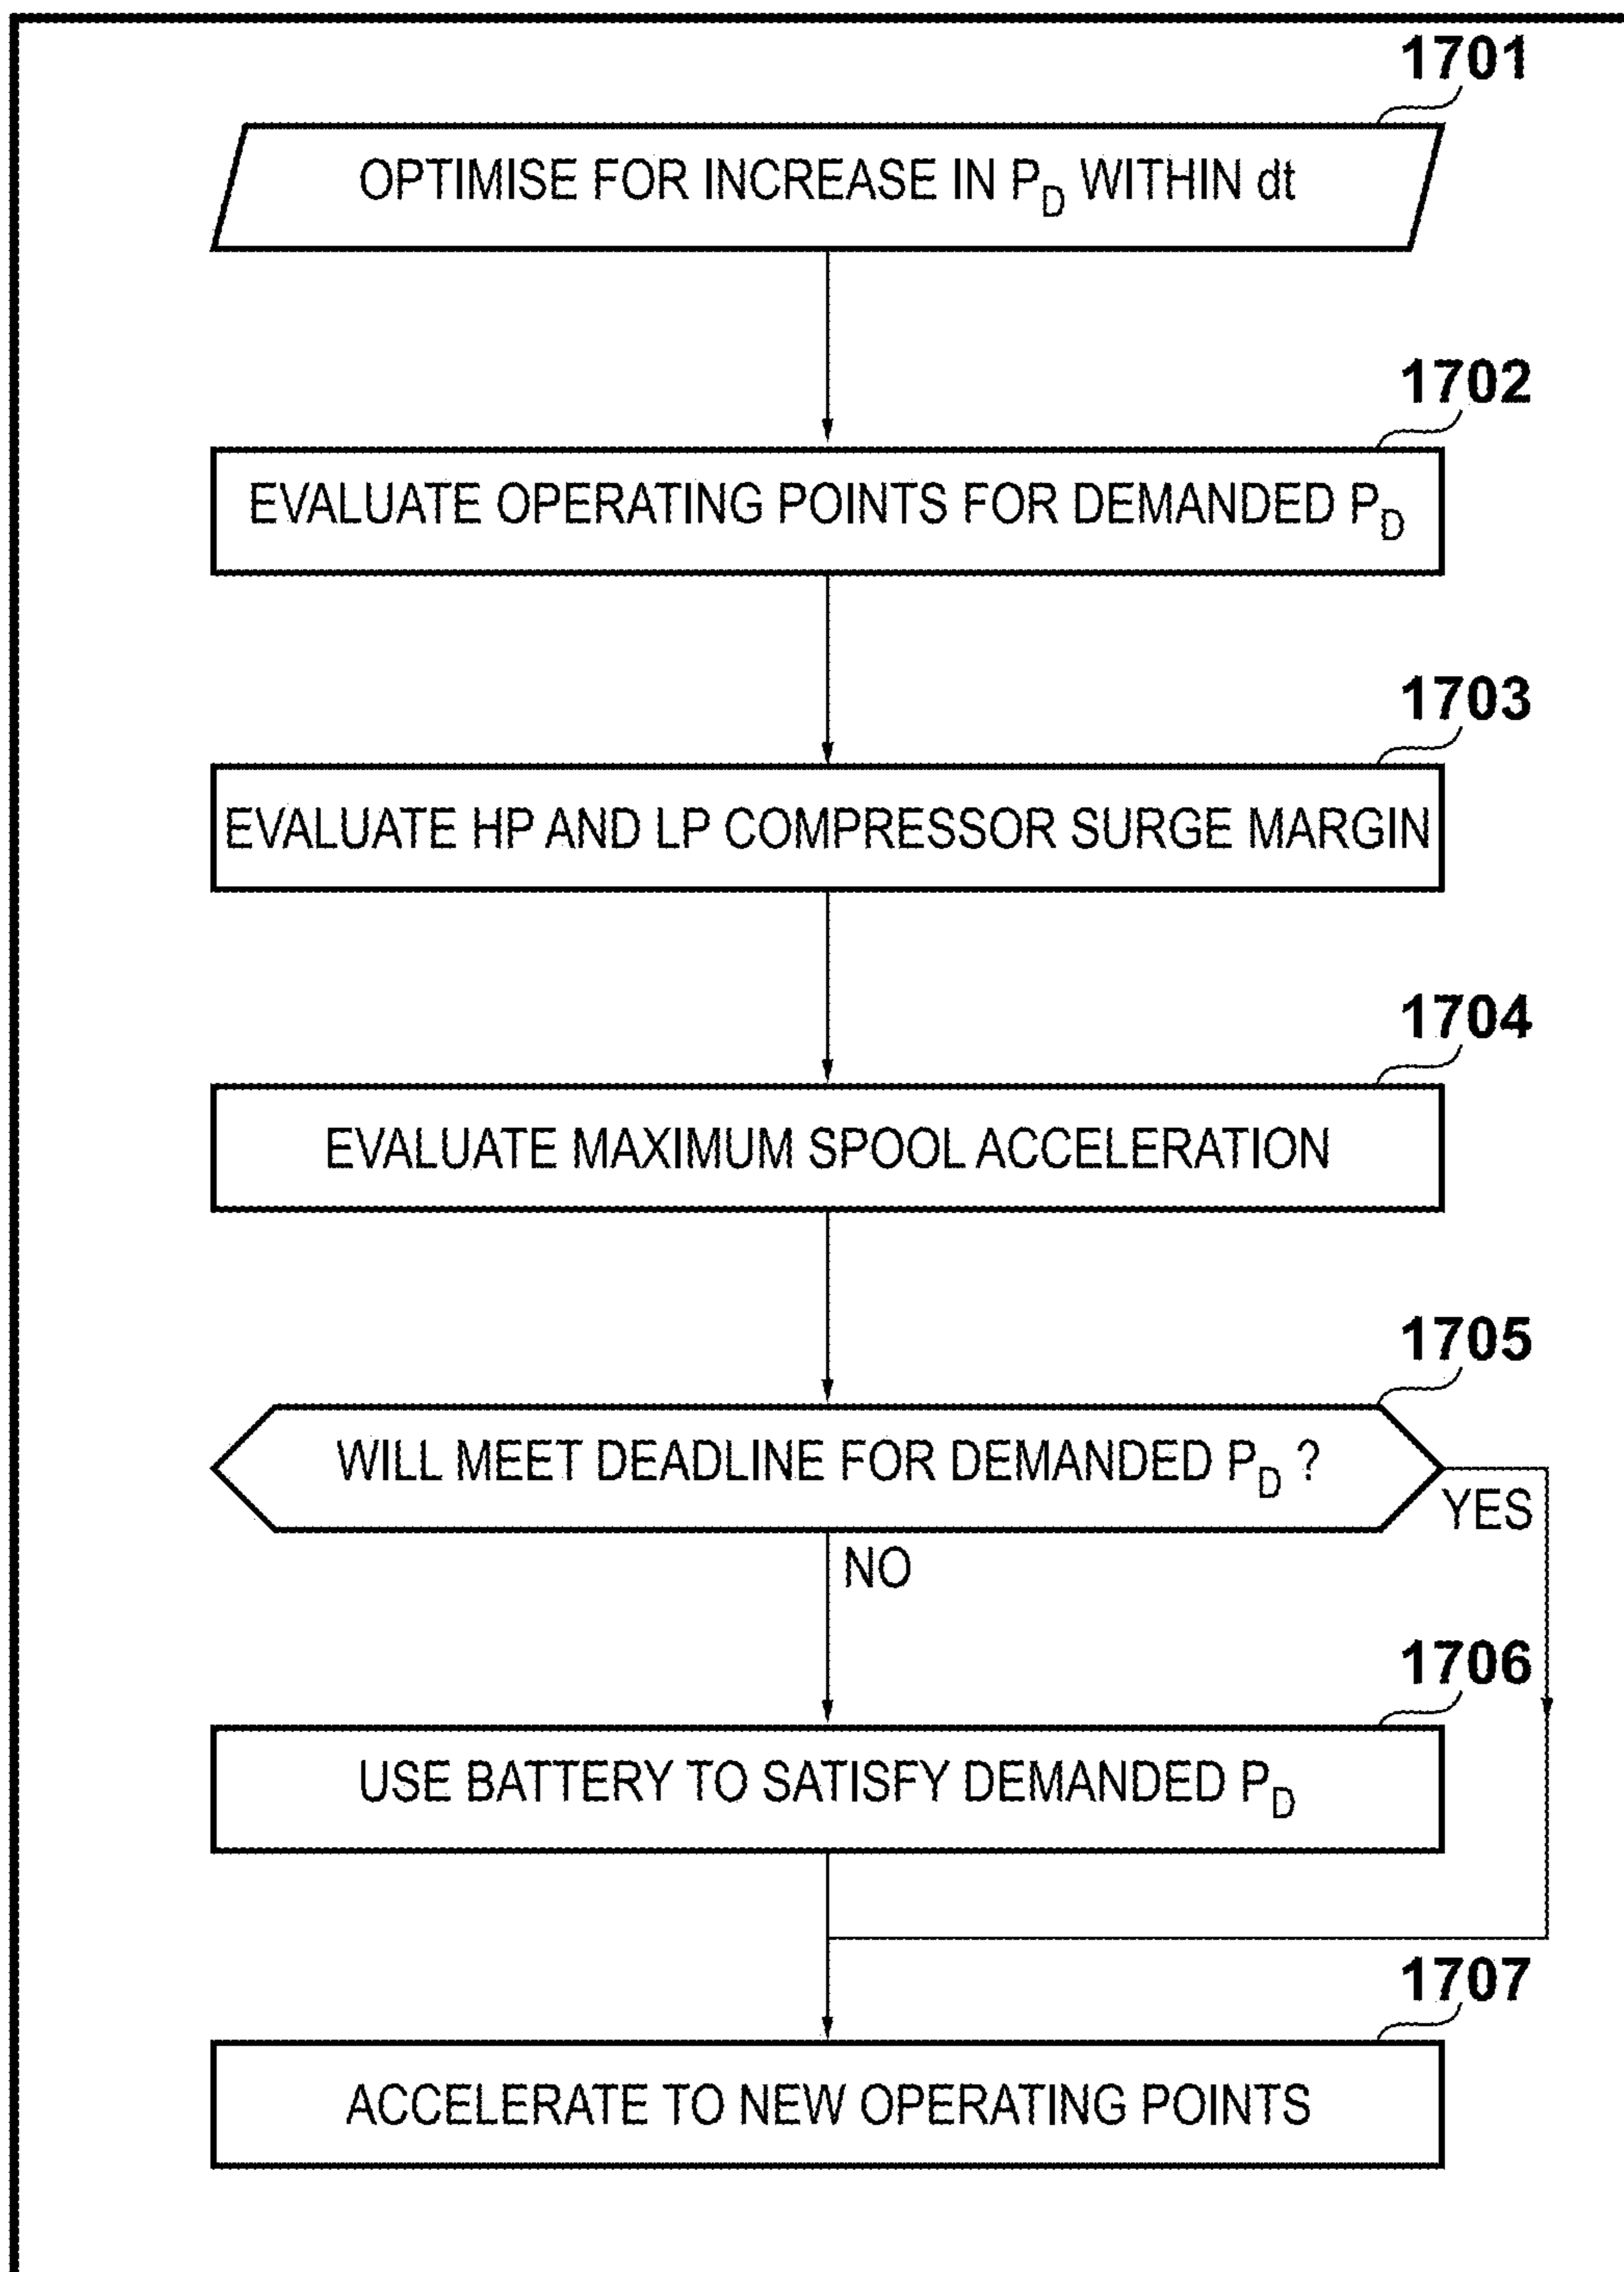 1701
OPTIMISE FOR INCREASE IN P_D WITHIN dt
1702
EVALUATE OPERATING POINTS FOR DEMANDED P_D
1703
EVALUATE HP AND LP COMPRESSOR SURGE MARGIN
1704
EVALUATE MAXIMUM SPOOL ACCELERATION
1705
WILL MEET DEADLINE FOR DEMANDED P_D ?
YES
NO
1706
USE BATTERY TO SATISFY DEMANDED P_D
1707
ACCELERATE TO NEW OPERATING POINTS